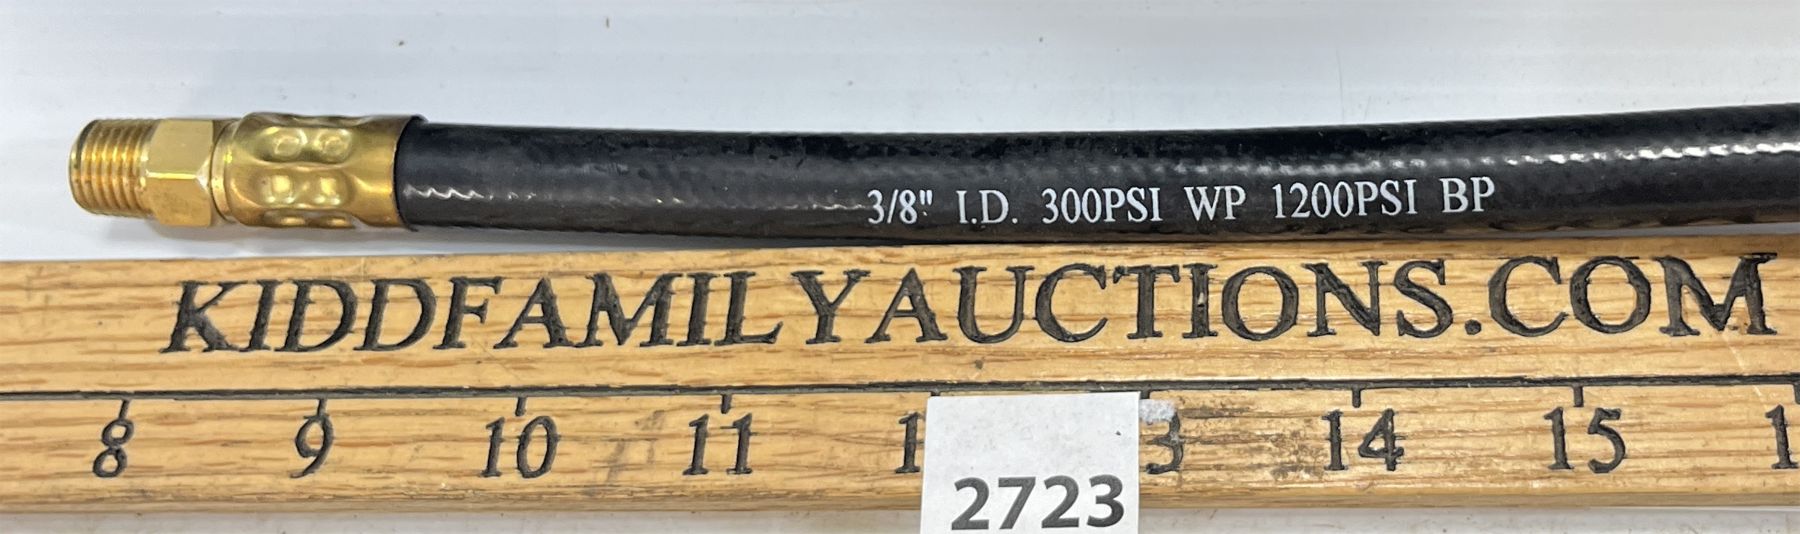 3/8" I.D. 300PSI WP 1200PSI BP
KIDDFAMILYAUCTIONS.COM
8 9 10 11 1 3 14 15 1
2723